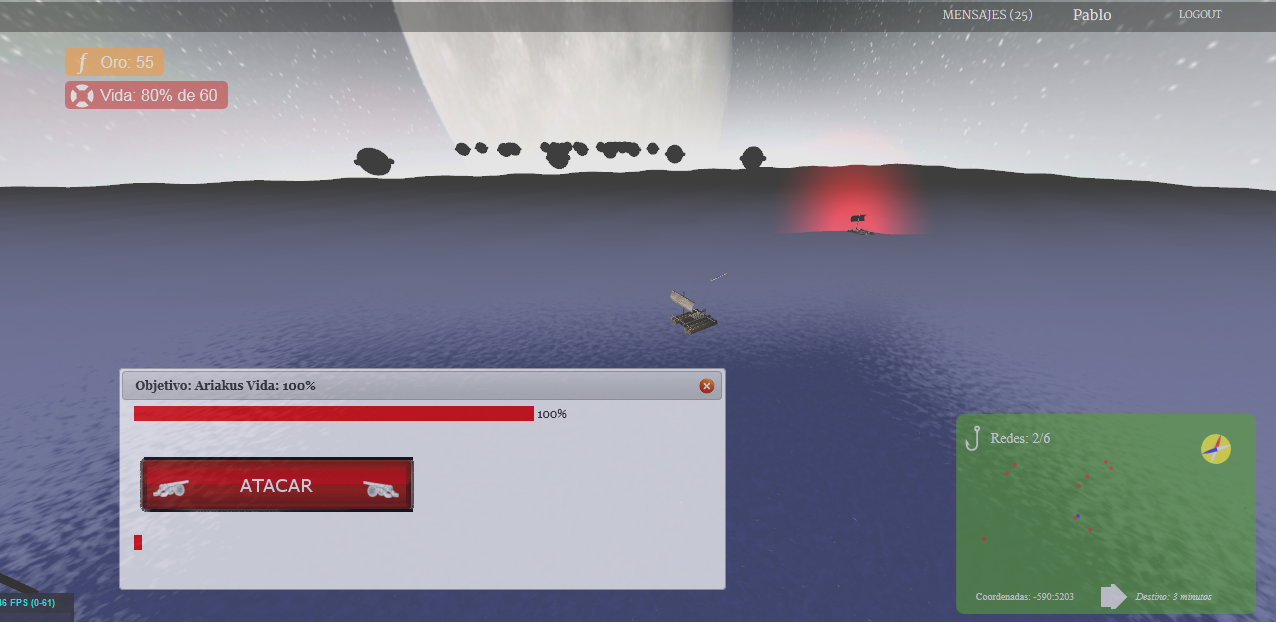 MENSAJES (25) Pablo LOGOUT
f Oro: 55
Vida: 80% de 60
Objetivo: Ariakus Vida: 100%
100%
ATACAR
Redes: 2/6
Coordenadas: -590:5203 Destino: 3 minutos
6 FPS (0-61)